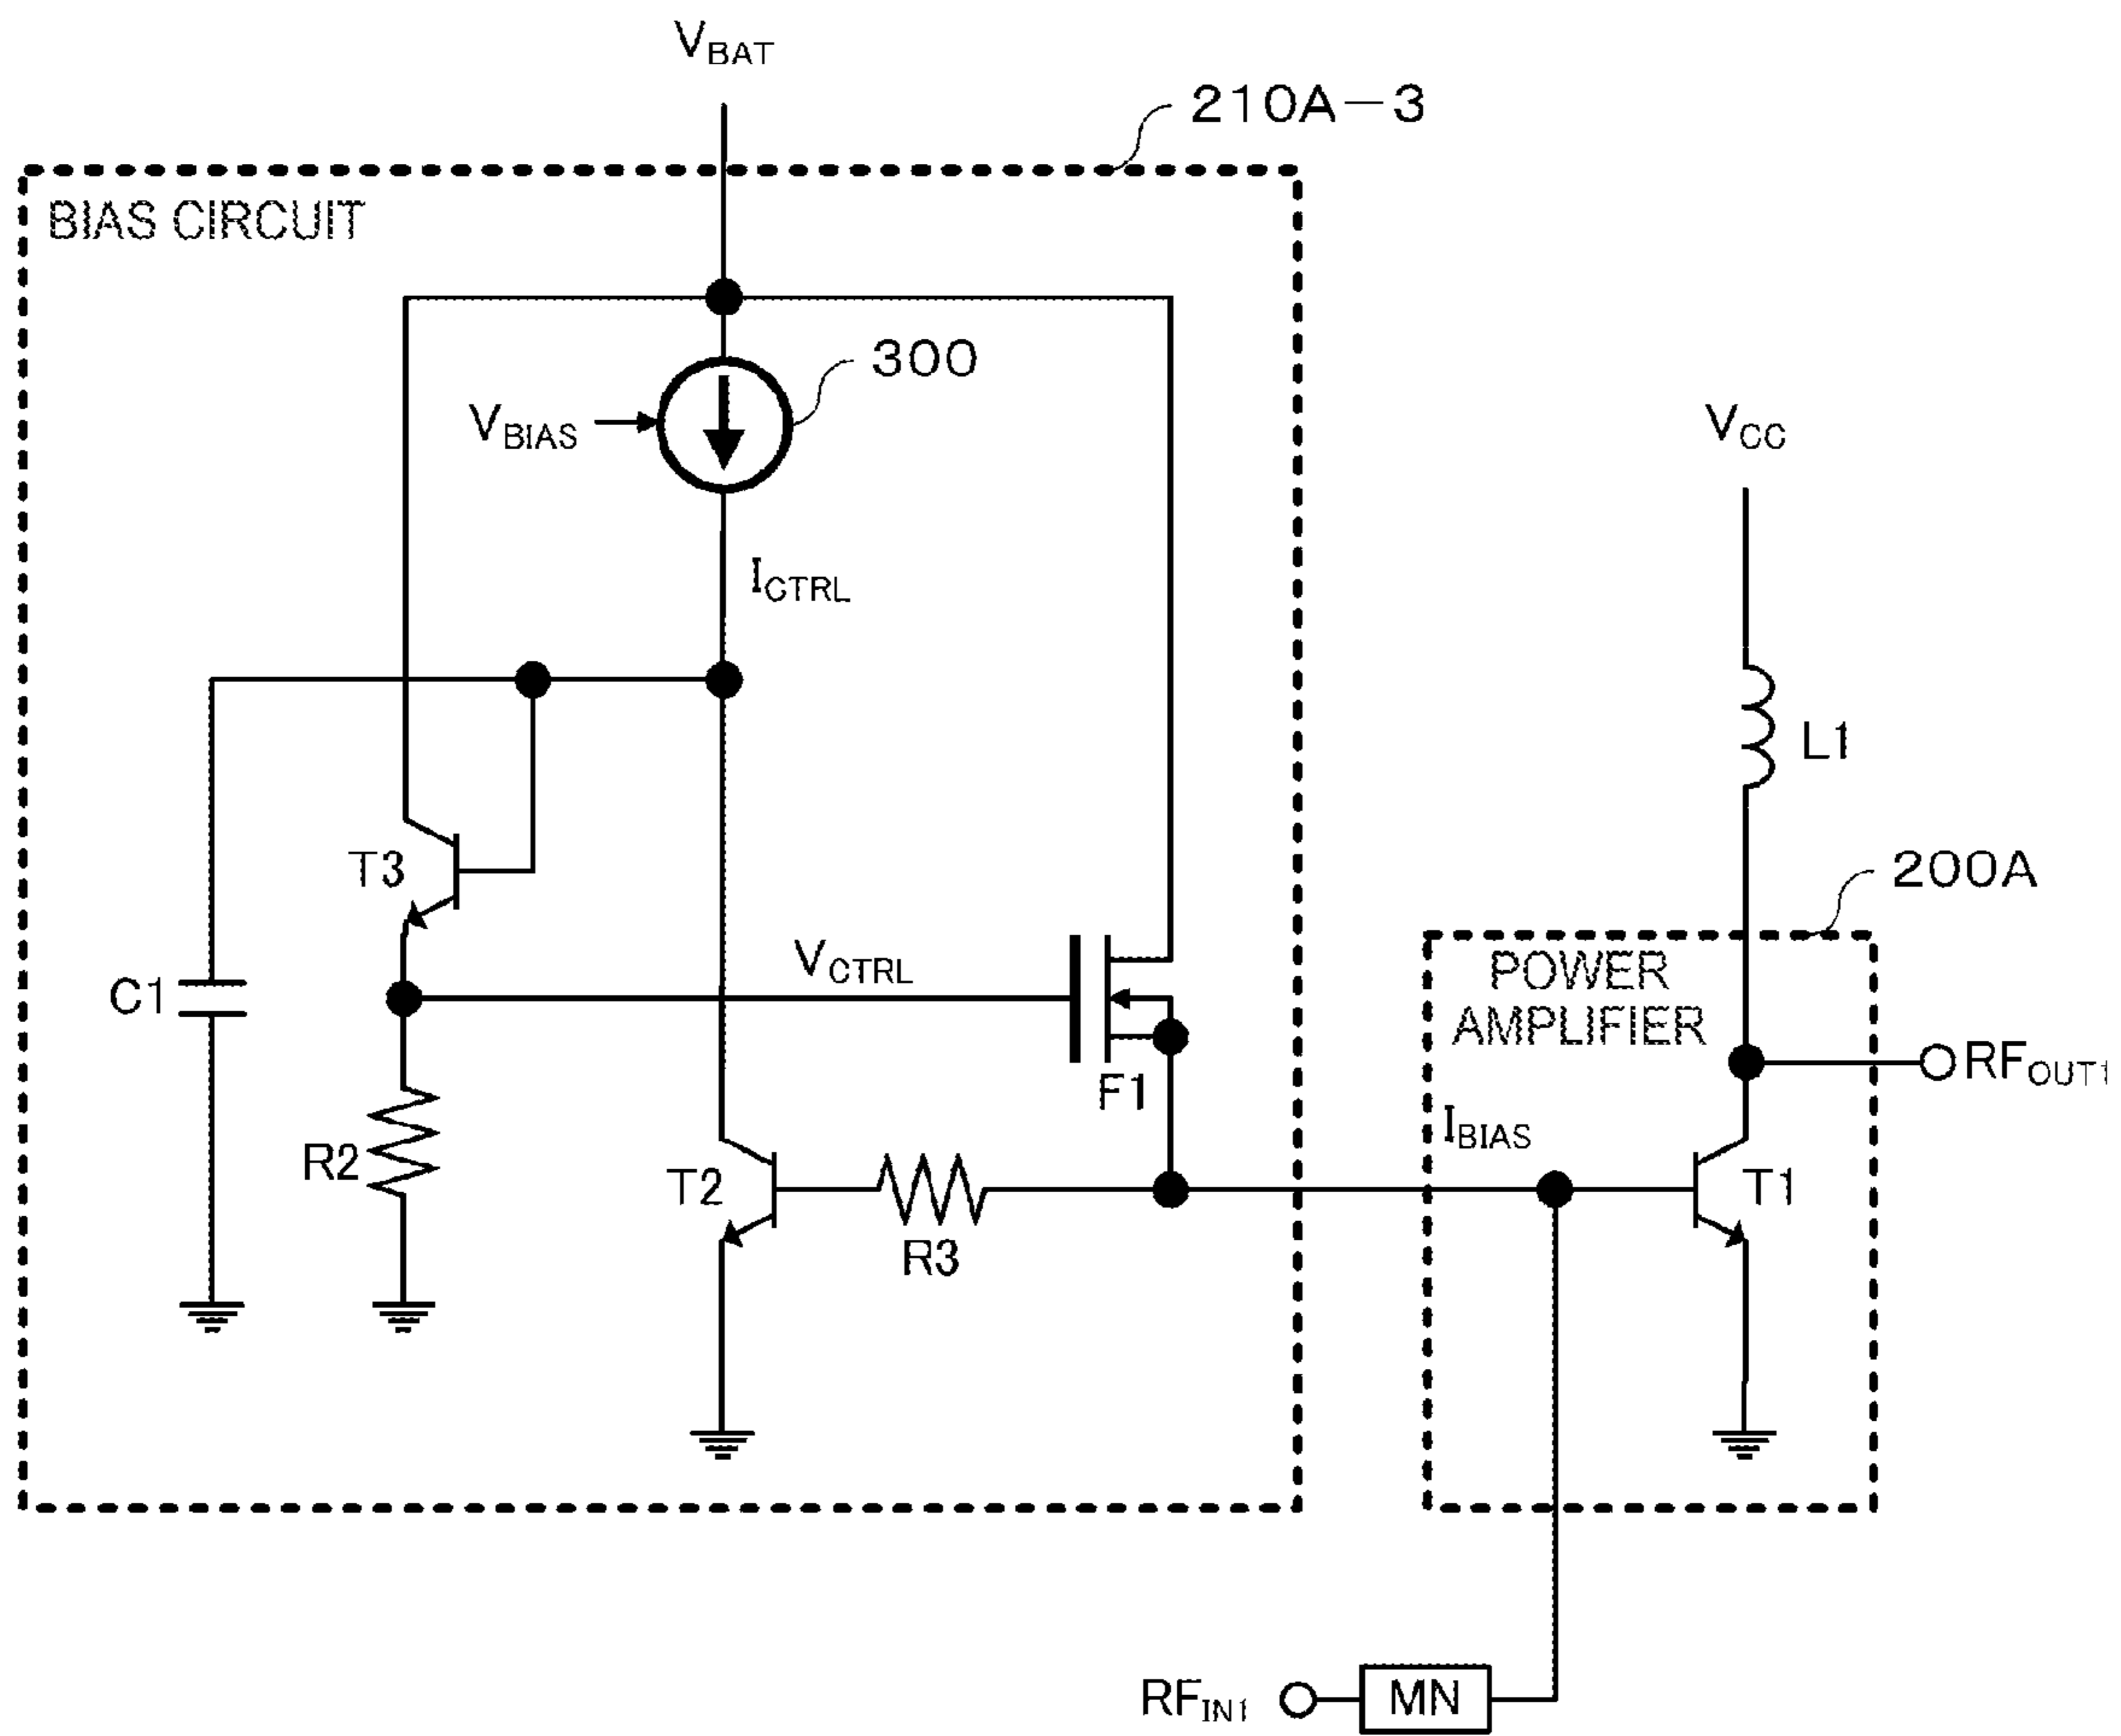 VBAT
210A-3
BIAS CIRCUIT
300
VBIAS
VCC
ICTRL
L1
T3
200A
VCTRL
POWER
AMPLIFIER
C1
RFOUT1
F1
IBIAS
R2
T2
T1
R3
RFIN1
MN